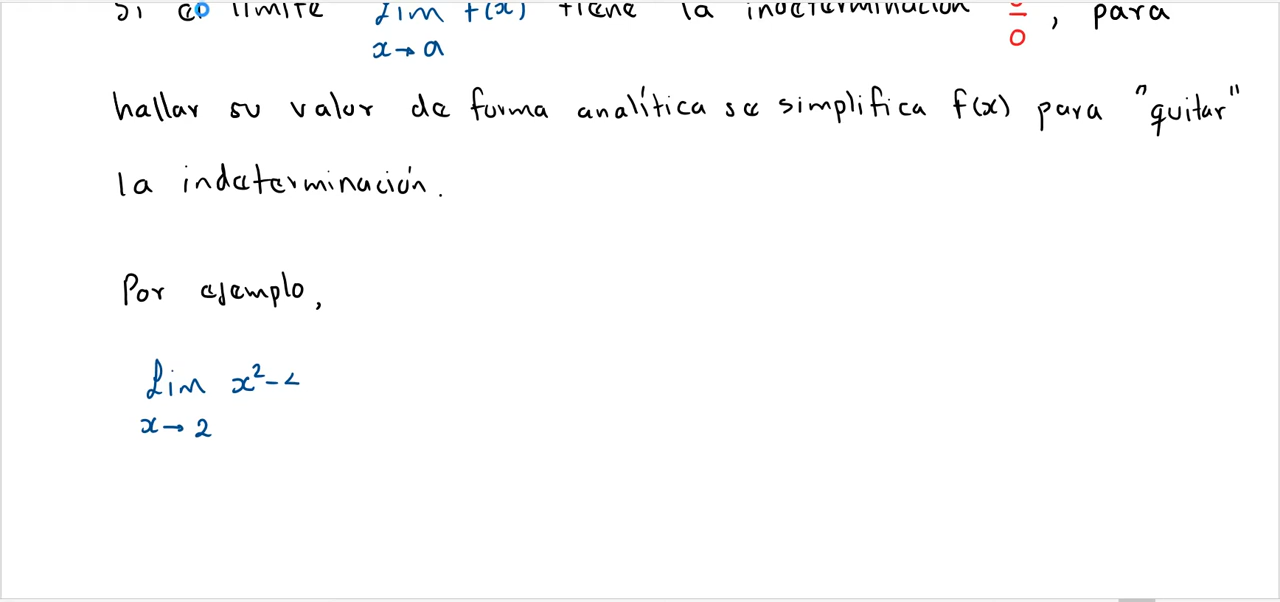 Si el límite Lim f(x) tiene la indeterminación 0/0, para
x→a
hallar su valor de forma analítica se simplifica f(x) para "quitar"
la indeterminación.
Por ejemplo,
Lim x²-
x→2